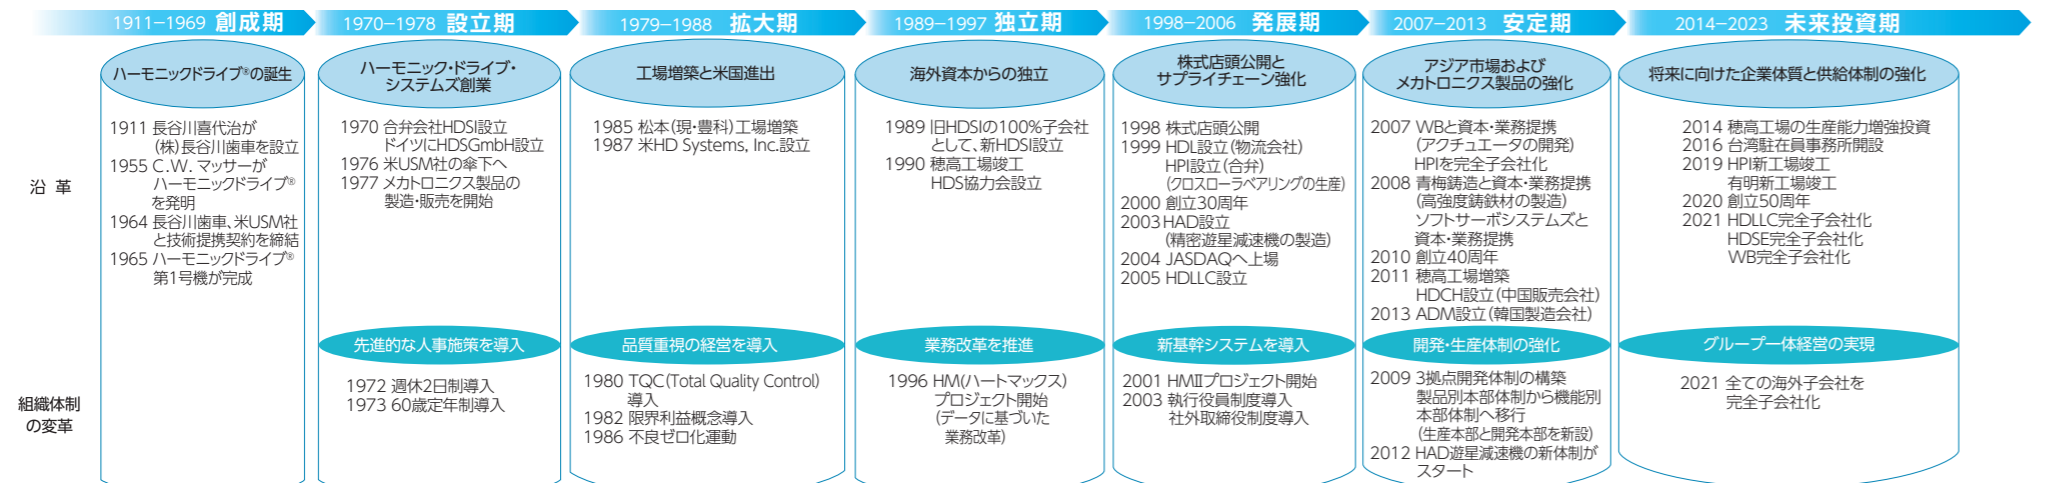 1911−1969 創成期
1970−1978 設立期
1979−1988 拡大期
1989−1997 独立期
1998−2006 発展期
2007−2013 安定期
2014−2023 未来投資期
沿 革
ハーモニックドライブ®の誕生
1911 長谷川喜代治が
(株)長谷川歯車を設立
1955 C.W. マッサーが
ハーモニックドライブ®
を発明
1964 長谷川歯車、米USM社
と技術提携契約を締結
1965 ハーモニックドライブ®
第1号機が完成
ハーモニック・ドライブ・
システムズ創業
1970 合弁会社HDSI設立
ドイツにHDSGmbH設立
1976 米USM社の傘下へ
1977 メカトロニクス製品の
製造・販売を開始
工場増築と米国進出
1985 松本(現・豊科)工場増築
1987 米HD Systems, Inc.設立
海外資本からの独立
1989 旧HDSIの100%子会社
として、新HDSI設立
1990 穂高工場竣工
HDS協力会設立
株式店頭公開と
サプライチェーン強化
1998 株式店頭公開
1999 HDL設立(物流会社)
HPI設立(合弁)
(クロスローラベアリングの生産)
2000 創立30周年
2003 HAD設立
(精密遊星減速機の製造)
2004 JASDAQへ上場
2005 HDLLC設立
アジア市場および
メカトロニクス製品の強化
2007 WBと資本・業務提携
(アクチュエータの開発)
HPIを完全子会社化
2008 青梅鋳造と資本・業務提携
(高強度鋳鉄材の製造)
ソフトサーボシステムズと
資本・業務提携
2010 創立40周年
2011 穂高工場増築
HDCH設立(中国販売会社)
2013 ADM設立(韓国製造会社)
将来に向けた企業体質と供給体制の強化
2014 穂高工場の生産能力増強投資
2016 台湾駐在員事務所開設
2019 HPI新工場竣工
有明新工場竣工
2020 創立50周年
2021 HDLLC完全子会社化
HDSE完全子会社化
WB完全子会社化
組織体制
の変革
先進的な人事施策を導入
1972 週休2日制導入
1973 60歳定年制導入
品質重視の経営を導入
1980 TQC(Total Quality Control)
導入
1982 限界利益概念導入
1986 不良ゼロ化運動
業務改革を推進
1996 HM(ハートマックス)
プロジェクト開始
(データに基づいた
業務改革)
新基幹システムを導入
2001 HMIIプロジェクト開始
2003 執行役員制度導入
社外取締役制度導入
開発・生産体制の強化
2009 3拠点開発体制の構築
製品別本部体制から機能別
本部体制へ移行
(生産本部と開発本部を新設)
2012 HAD遊星減速機の新体制が
スタート
グループ一体経営の実現
2021 全ての海外子会社を
完全子会社化